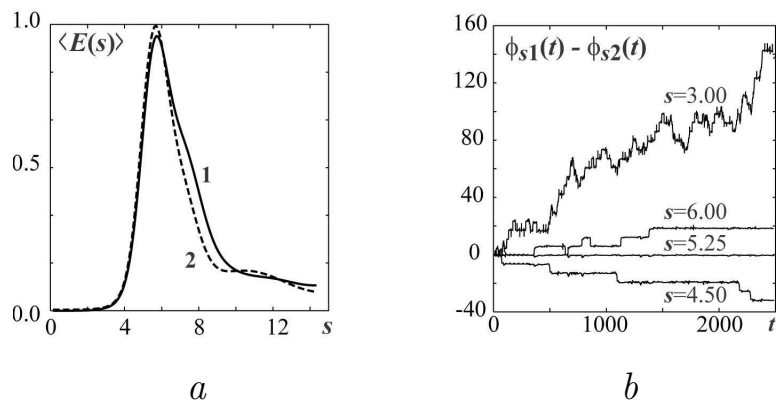 1.0
⟨E(s)⟩
0.5
1
2
0.0
0 4 8 12 s
a
160
ϕs1(t) - ϕs2(t)
s=3.00
120
80
40
s=6.00
0
s=5.25
s=4.50
-40
0 1000 2000 t
b